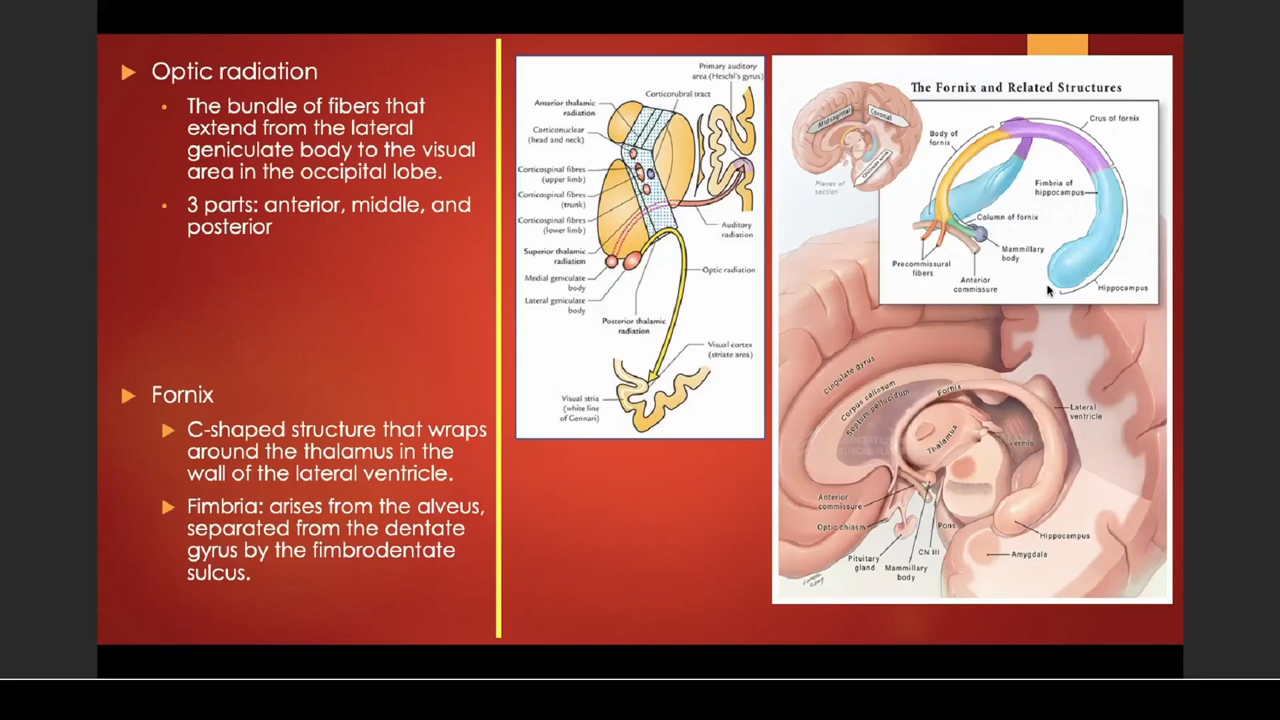 Optic radiation
The bundle of fibers that
extend from the lateral
geniculate body to the visual
area in the occipital lobe.
3 parts: anterior, middle, and
posterior
Fornix
C-shaped structure that wraps
around the thalamus in the
wall of the lateral ventricle.
Fimbria: arises from the alveus,
separated from the dentate
gyrus by the fimbrodentate
sulcus.
Primary auditory
area (Heschl's gyrus)
Corticorubral tract
Anterior thalamic
radiation
Corticonuclear
(head and neck)
Corticospinal fibres
(upper limb)
Corticospinal fibres
(trunk)
Corticospinal fibres
(lower limb)
Auditory
radiation
Superior thalamic
radiation
Optic radiation
Medial geniculate
body
Lateral geniculate
body
Posterior thalamic
radiation
Visual cortex
(striate area)
Visual stria
(white line
of Gennari)
The Fornix and Related Structures
Midsagittal
Coronal
Planes of
section
Body of
fornix
Crus of fornix
Fimbria of
hippocampus
Column of fornix
Mammillary
body
Precommissural
fibers
Anterior
commissure
Hippocampus
Cingulate gyrus
Corpus callosum
Septum pellucidum
Fornix
Thalamus
Lateral
ventricle
Vermis
Anterior
commissure
Optic chiasm
Pons
Pituitary
gland
CN III
Mammillary
body
Hippocampus
Amygdala